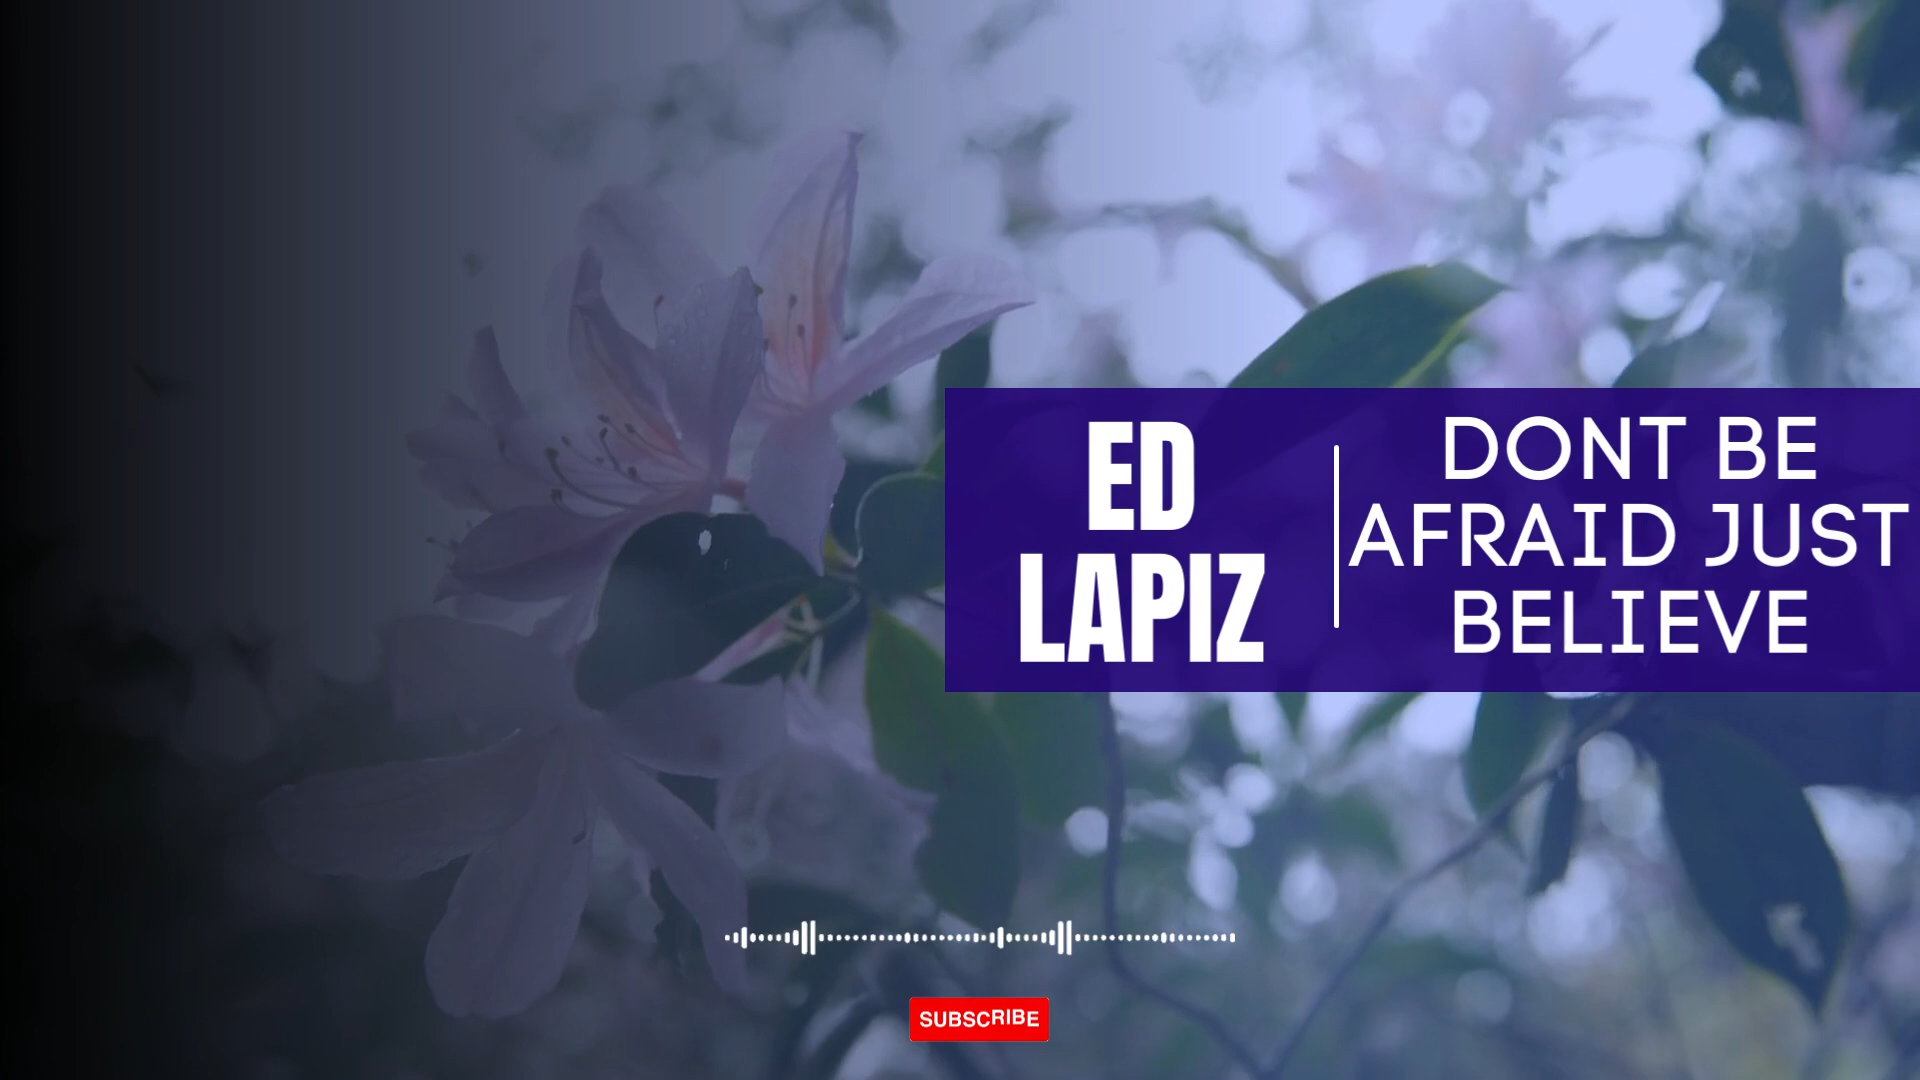 ED
LAPIZ
DONT BE
AFRAID JUST
BELIEVE
SUBSCRIBE